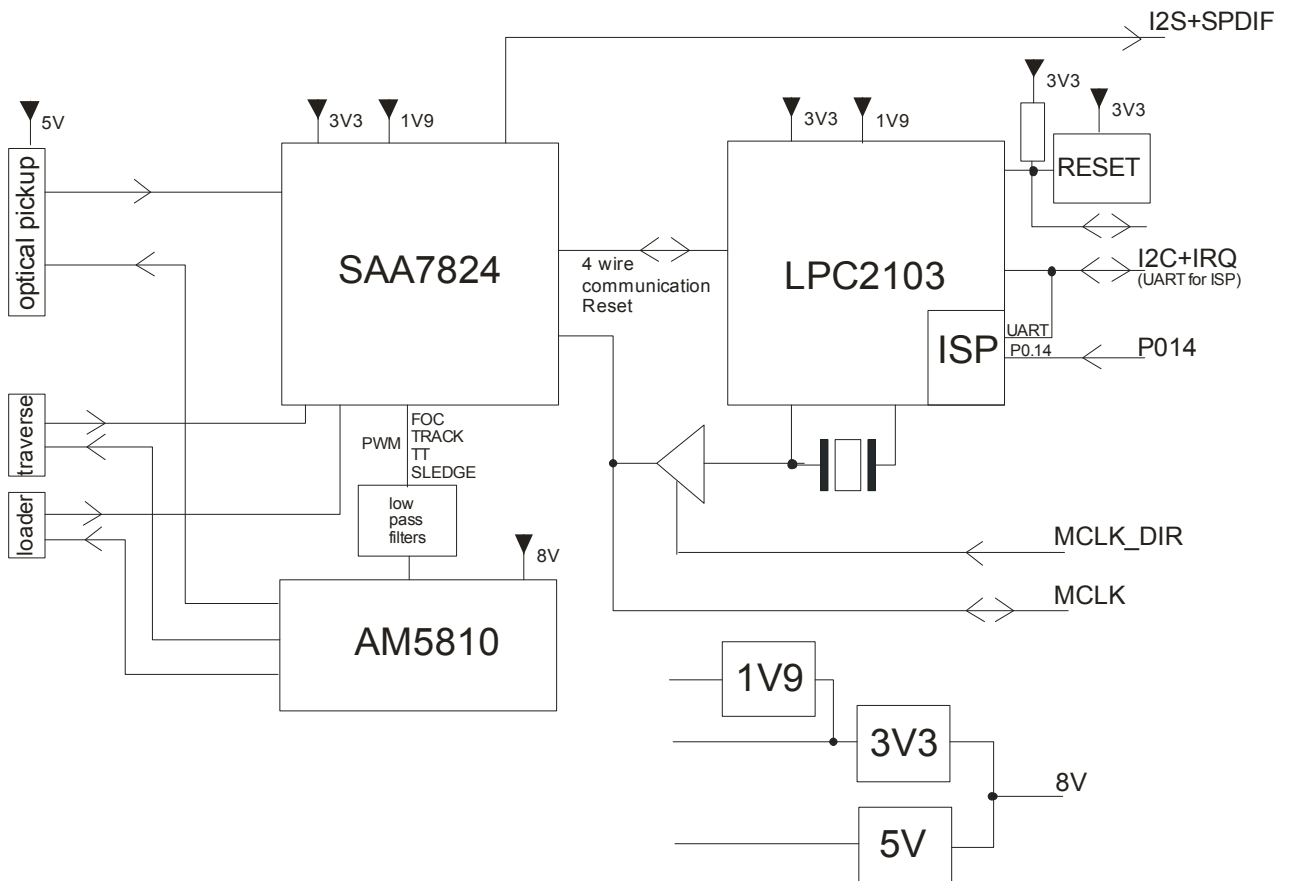 I2S+SPDIF
3V3
5V
3V3
1V9
3V3
1V9
3V3
optical pickup
RESET
SAA7824
4 wire
communication
Reset
LPC2103
I2C+IRQ
(UART for ISP)
ISP
UART
P0.14
P014
traverse
PWM
FOC
TRACK
TT
SLEDGE
loader
low
pass
filters
8V
MCLK_DIR
MCLK
AM5810
1V9
3V3
8V
5V